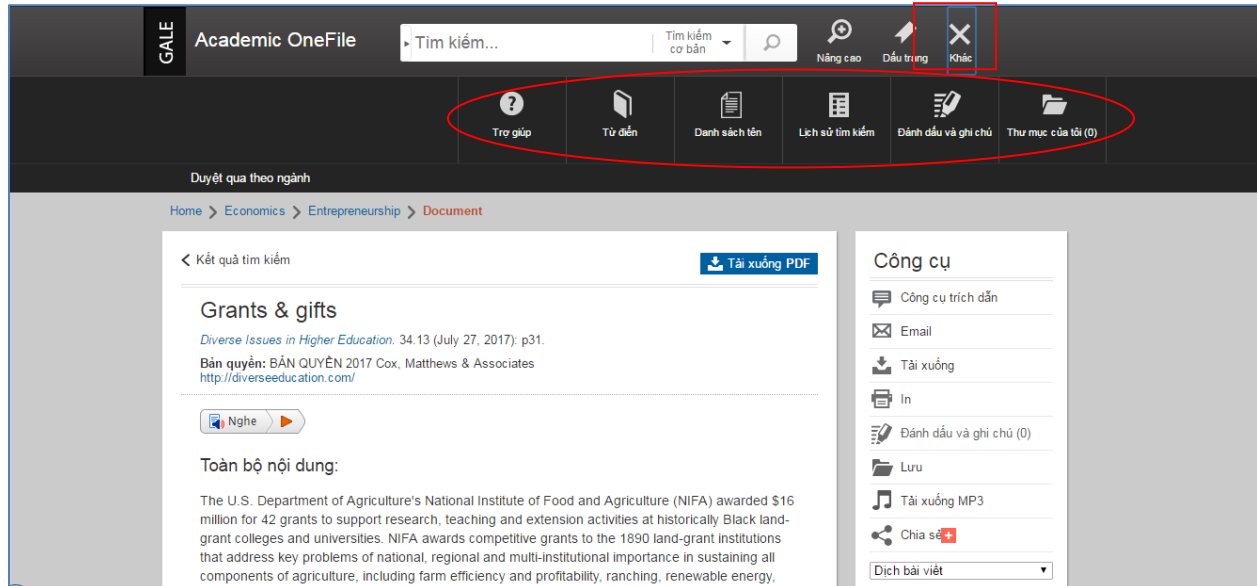 GALE
Academic OneFile
Tìm kiếm...
Tìm kiếm
cơ bản
Nâng cao
Dấu trang
Khác
Trợ giúp
Từ điển
Danh sách tên
Lịch sử tìm kiếm
Đánh dấu và ghi chú
Thư mục của tôi (0)
Duyệt qua theo ngành
Home > Economics > Entrepreneurship > Document
Kết quả tìm kiếm
Tải xuống PDF
Grants & gifts
Diverse Issues in Higher Education. 34.13 (July 27, 2017): p31.
Bản quyền: BẢN QUYỀN 2017 Cox, Matthews & Associates
http://diverseeducation.com/
Nghe
Toàn bộ nội dung:
The U.S. Department of Agriculture's National Institute of Food and Agriculture (NIFA) awarded $16
million for 42 grants to support research, teaching and extension activities at historically Black land-
grant colleges and universities. NIFA awards competitive grants to the 1890 land-grant institutions
that address key problems of national, regional and multi-institutional importance in sustaining all
components of agriculture, including farm efficiency and profitability, ranching, renewable energy,
Công cụ
Công cụ trích dẫn
Email
Tải xuống
In
Đánh dấu và ghi chú (0)
Lưu
Tải xuống MP3
Chia sẻ
Dịch bài viết